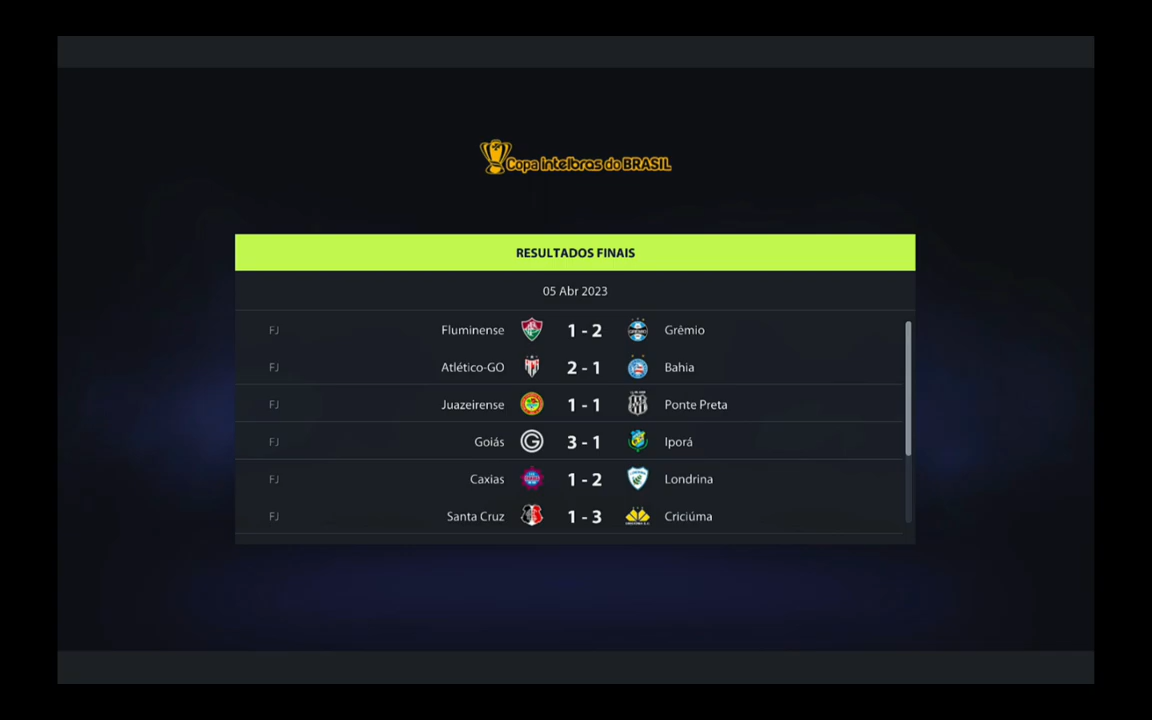 Copa intelbras do BRASIL
RESULTADOS FINAIS
05 Abr 2023
FJ Fluminense 1 - 2 Grêmio
FJ Atlético-GO 2 - 1 Bahia
FJ Juazeirense 1 - 1 Ponte Preta
FJ Goiás 3 - 1 Iporá
FJ Caxias 1 - 2 Londrina
FJ Santa Cruz 1 - 3 Criciúma